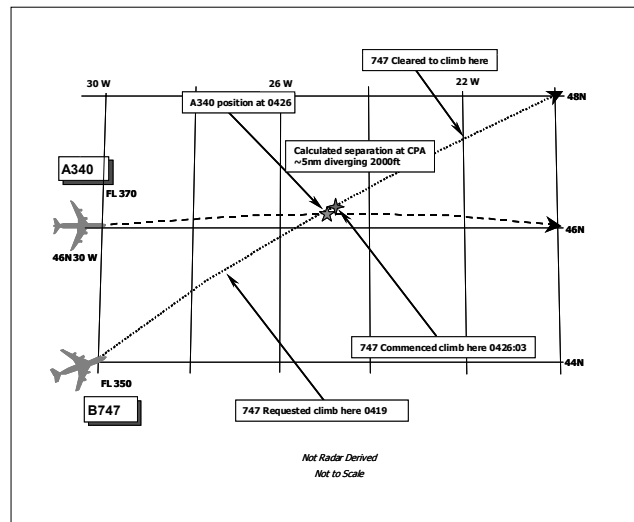 747 Cleared to climb here
30 W
26 W
22 W
A340 position at 0426
48N
Calculated separation at CPA
~5nm diverging 2000ft
A340
FL 370
46N
46N 30 W
747 Commenced climb here 0426:03
44N
FL 350
B747
747 Requested climb here 0419
Not Radar Derived
Not to Scale